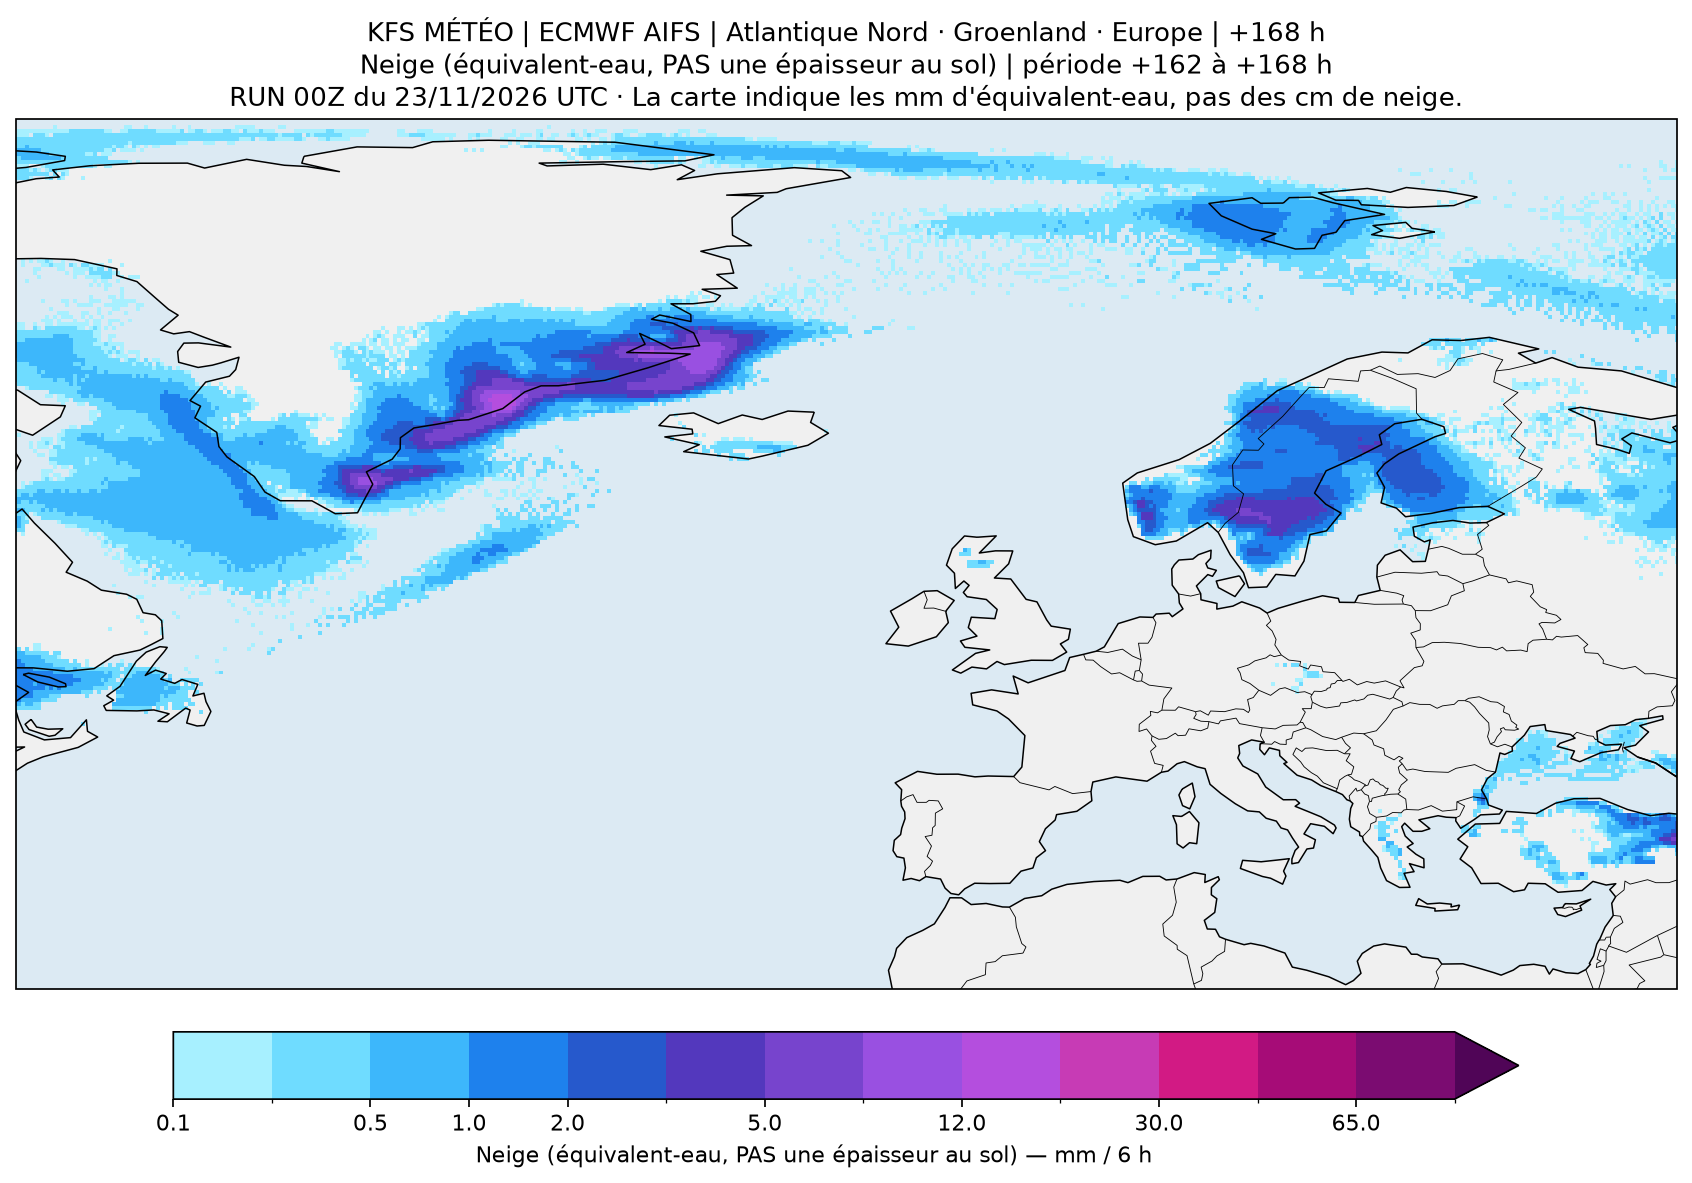 KFS MÉTÉO | ECMWF AIFS | Atlantique Nord · Groenland · Europe | +168 h
Neige (équivalent-eau, PAS une épaisseur au sol) | période +162 à +168 h
RUN 00Z du 23/11/2026 UTC · La carte indique les mm d'équivalent-eau, pas des cm de neige.
0.1 0.5 1.0 2.0 5.0 12.0 30.0 65.0
Neige (équivalent-eau, PAS une épaisseur au sol) — mm / 6 h